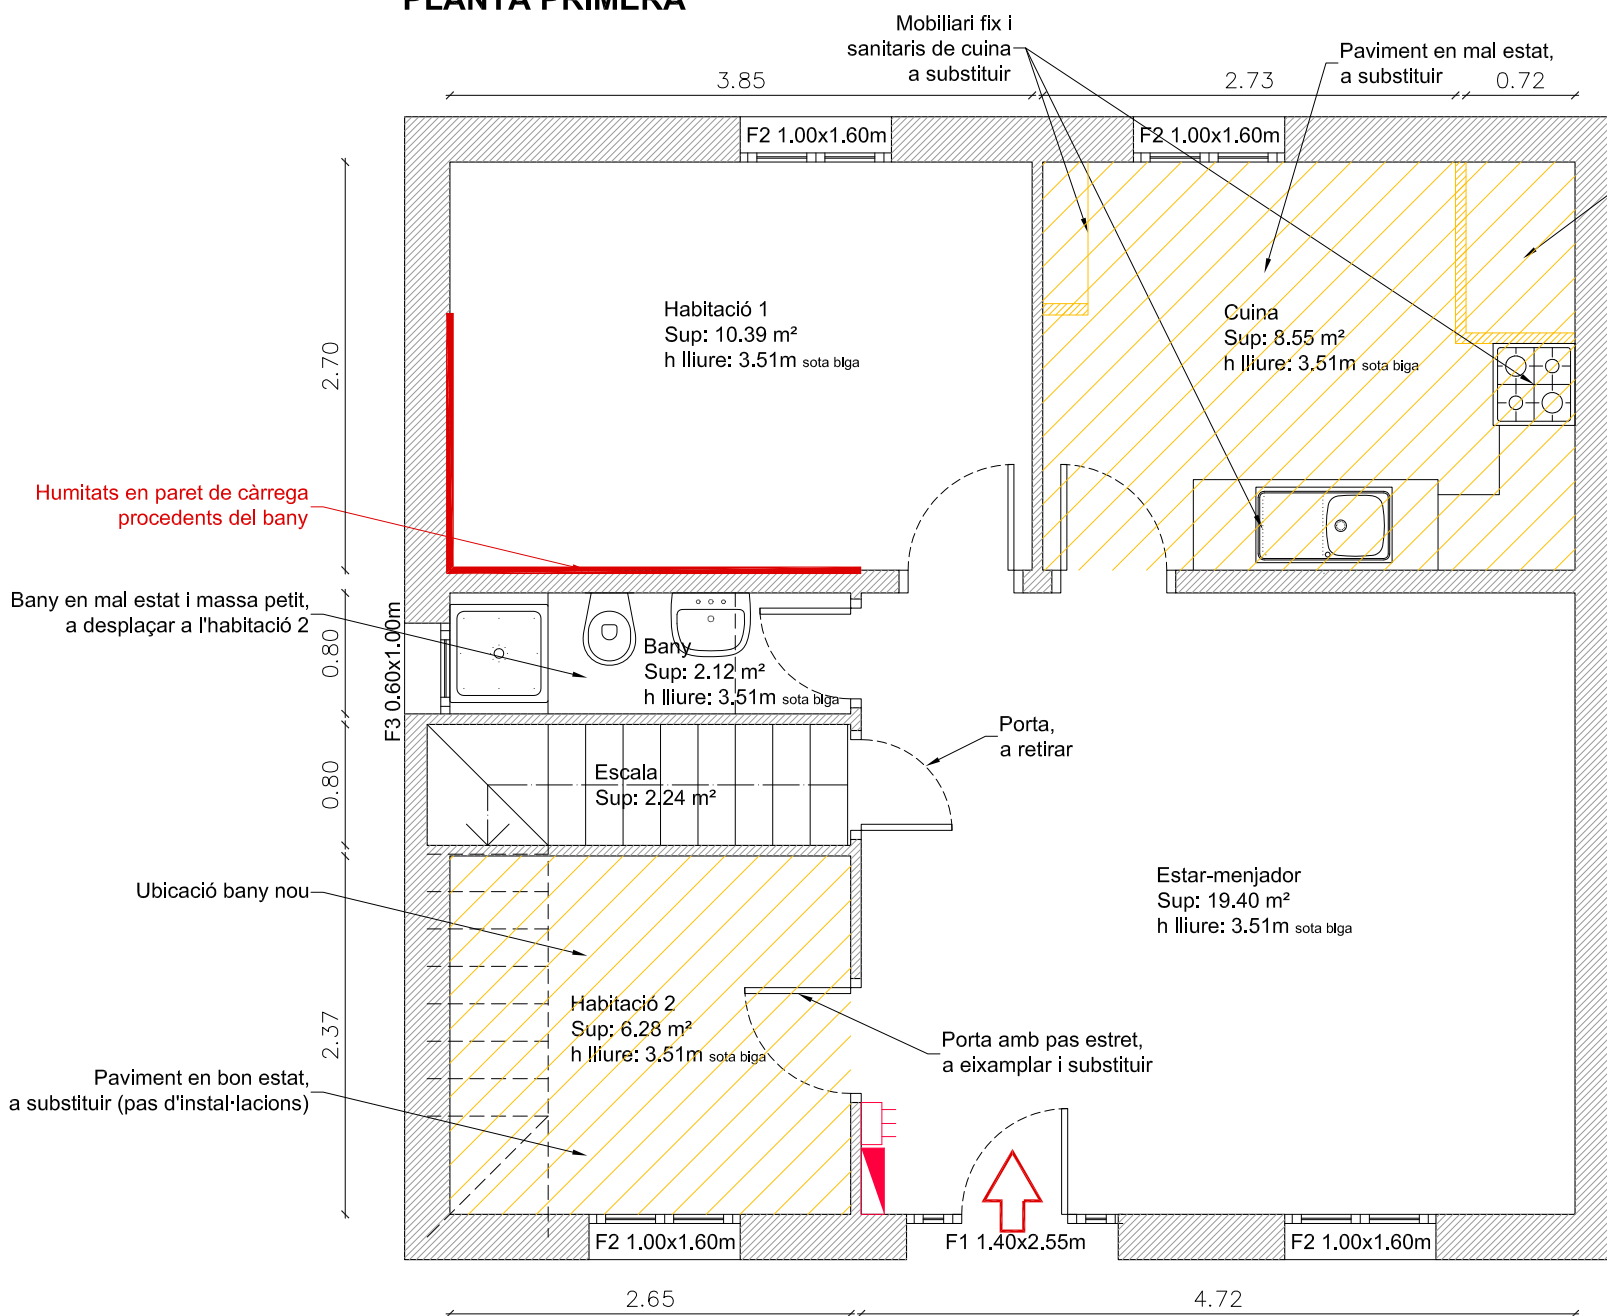 PLANTA PRIMERA
Mobiliari fix i
sanitaris de cuina
a substituir
Paviment en mal estat,
a substituir
3.85
2.73
0.72
F2 1.00x1.60m
F2 1.00x1.60m
2.70
Habitació 1
Sup: 10.39 m²
h lliure: 3.51m sota biga
Cuina
Sup: 8.55 m²
h lliure: 3.51m sota biga
Humitats en paret de càrrega
procedents del bany
Bany en mal estat i massa petit,
a desplaçar a l'habitació 2
0.80
F3 0.60x1.00m
Bany
Sup: 2.12 m²
h lliure: 3.51m sota biga
Porta,
a retirar
0.80
Escala
Sup: 2.24 m²
Ubicació bany nou
Estar-menjador
Sup: 19.40 m²
h lliure: 3.51m sota biga
2.37
Habitació 2
Sup: 6.28 m²
h lliure: 3.51m sota biga
Porta amb pas estret,
a eixamplar i substituir
Paviment en bon estat,
a substituir (pas d'instal·lacions)
F2 1.00x1.60m
F1 1.40x2.55m
F2 1.00x1.60m
2.65
4.72